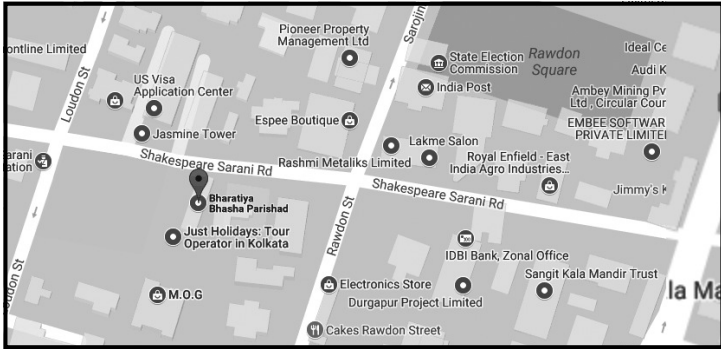 Pioneer Property
Management Ltd
ontline Limited
Loudon St
US Visa
Application Center
Jasmine Tower
Espee Boutique
Sarojin
State Election
Commission
India Post
Rawdon
Square
Ideal Ce
Audi K
Ambey Mining Pv
Ltd , Circular Cour
EMBEE SOFTWAR
PRIVATE LIMITEI
Lakme Salon
Rashmi Metaliks Limited
Royal Enfield - East
India Agro Industries...
Jimmy's K
Shakespeare Sarani Rd
Shakespeare Sarani Rd
arani
ation
Bharatiya
Bhasha Parishad
Just Holidays: Tour
Operator in Kolkata
Rawdon St
M.O.G
oudon St
IDBI Bank, Zonal Office
Electronics Store
Durgapur Project Limited
Sangit Kala Mandir Trust
la Ma
Cakes Rawdon Street